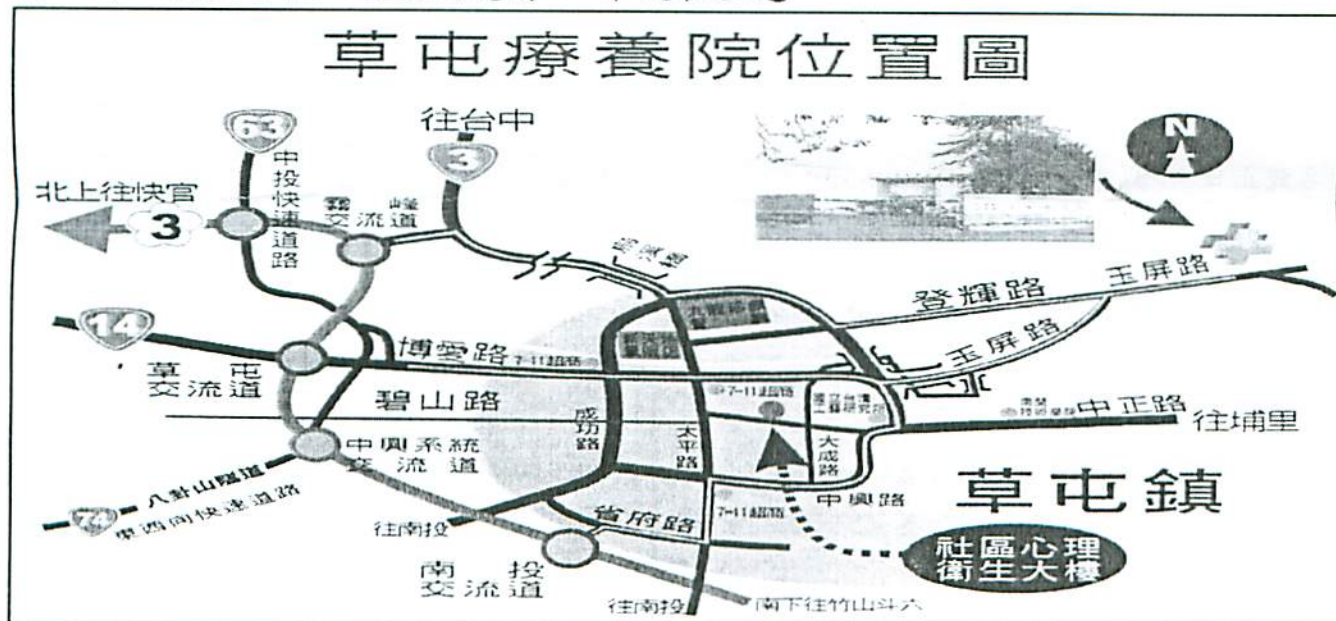 草屯療養院位置圖
63
往台中
3
N
中投快速道路
北上往快官
3
霧峰
交流道
烏溪橋
玉屏路
登輝路
14
博愛路
7-11超商
玉屏路
草屯
交流道
7-11超商
碧山路
中正路
往埔里
成功路
太平路
大成路
中興系統
交流道
八卦山隧道
東西向快速道路
中興路
草屯鎮
7-11超商
往南投
省府路
社區心理
衛生大樓
南投
交流道
往南投
南下往竹山斗六